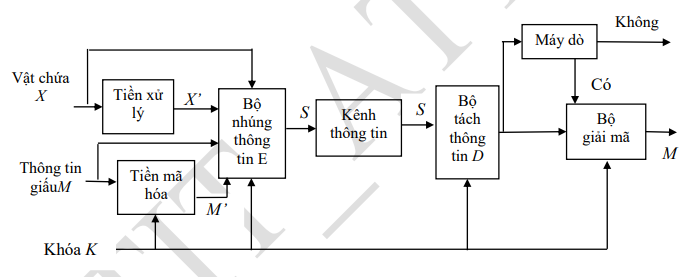 Không
Máy dò
Có
Vật chứa
X
Tiền xử
lý
X’
Bộ
nhúng
thông
tin E
S
Kênh
thông tin
S
Bộ
tách
thông
tin D
Bộ
giải mã
M
Thông tin
giấuM
Tiền mã
hóa
M’
Khóa K